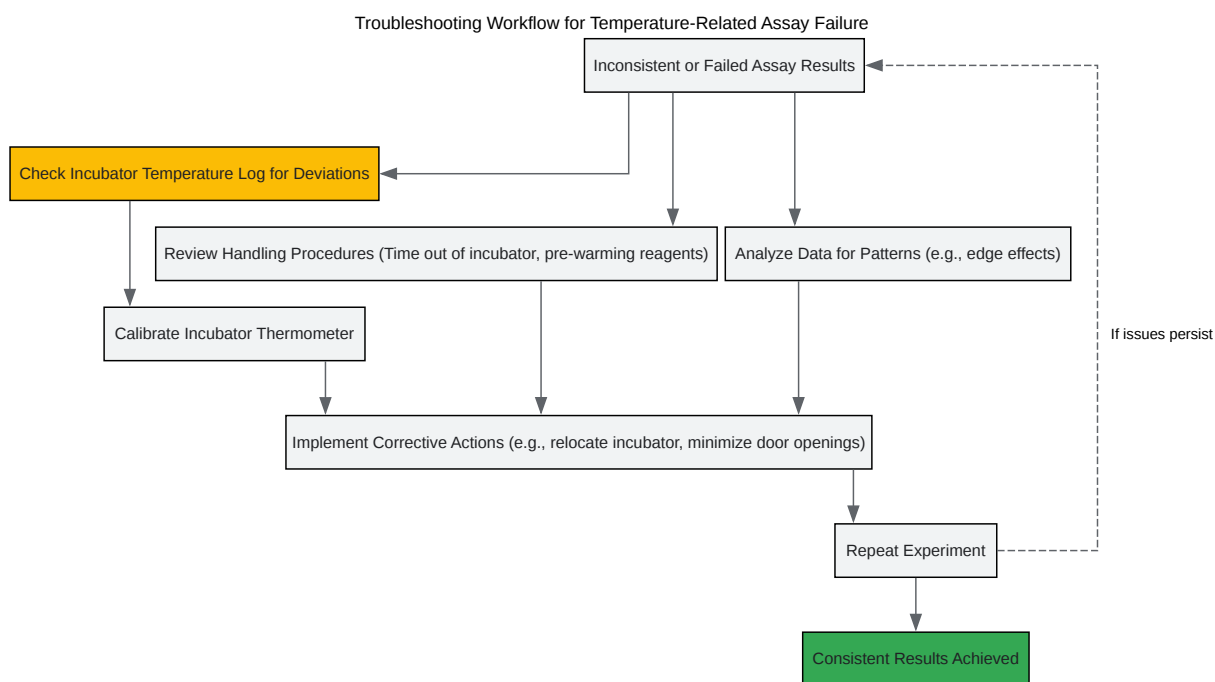 Troubleshooting Workflow for Temperature-Related Assay Failure
Inconsistent or Failed Assay Results
Check Incubator Temperature Log for Deviations
Review Handling Procedures (Time out of incubator, pre-warming reagents)
Analyze Data for Patterns (e.g., edge effects)
Calibrate Incubator Thermometer
If issues persist
Implement Corrective Actions (e.g., relocate incubator, minimize door openings)
Repeat Experiment
Consistent Results Achieved